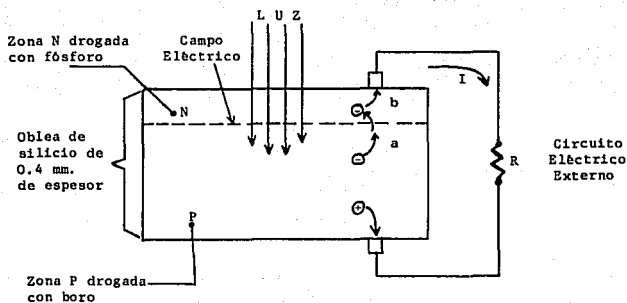 L U Z
Zona N drogada
con fósforo
Campo
Eléctrico
I
N
b
Oblea de
silicio de
0.4 mm.
de espesor
a
R
Circuito
Eléctrico
Externo
P
Zona P drogada
con boro